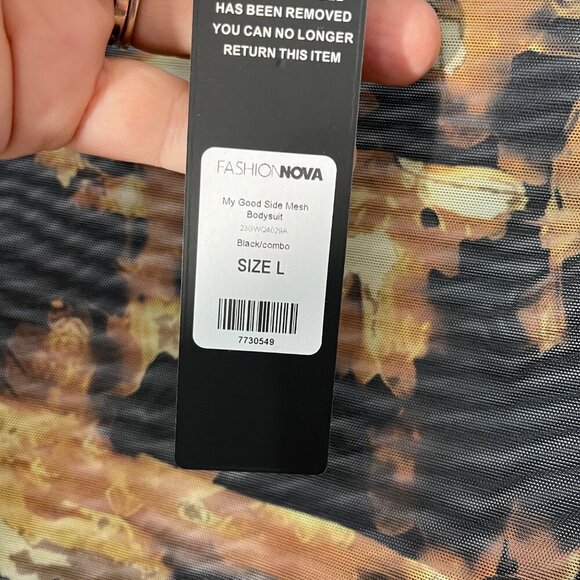 HAS BEEN REMOVED
YOU CAN NO LONGER
RETURN THIS ITEM
FASHIONNOVA
My Good Side Mesh
Bodysuit
23GWQ4029A
Black/combo
SIZE L
7730549